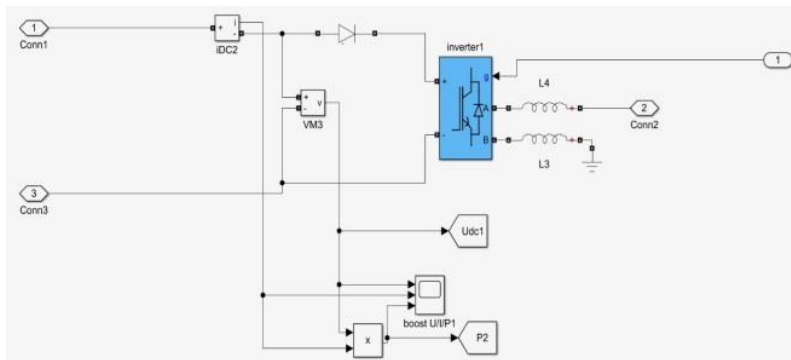 1
Conn1
+
i
-
iDC2
inverter1
g
+
-
A
B
1
L4
2
Conn2
L3
+
-
v
VM3
3
Conn3
Udc1
boost U/I/P1
x
P2